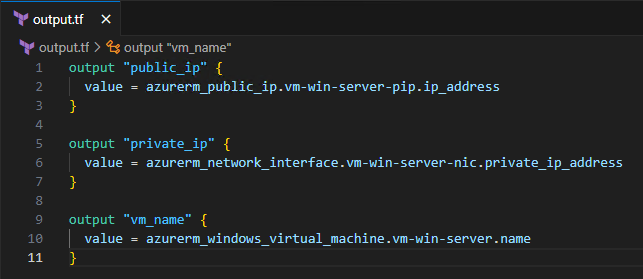 output.tf ×
output.tf > output "vm_name"
1 output "public_ip" {
2   value = azurerm_public_ip.vm-win-server-pip.ip_address
3 }
4
5 output "private_ip" {
6   value = azurerm_network_interface.vm-win-server-nic.private_ip_address
7 }
8
9 output "vm_name" {
10   value = azurerm_windows_virtual_machine.vm-win-server.name
11 }